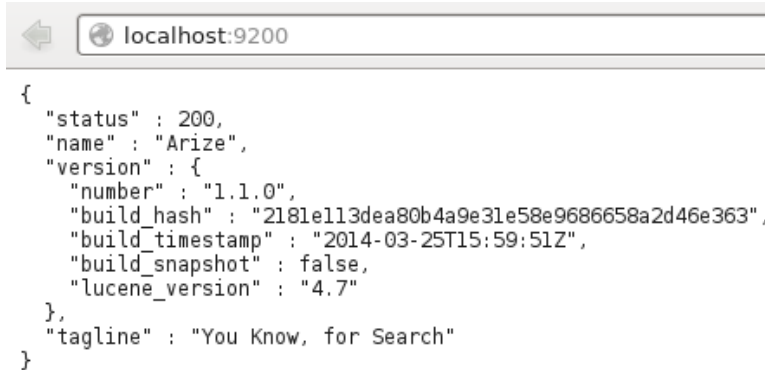 localhost:9200
{
"status" : 200,
"name" : "Arize",
"version" : {
"number" : "1.1.0",
"build_hash" : "2181e113dea80b4a9e31e58e9686658a2d46e363",
"build_timestamp" : "2014-03-25T15:59:51Z",
"build_snapshot" : false,
"lucene_version" : "4.7"
},
"tagline" : "You Know, for Search"
}